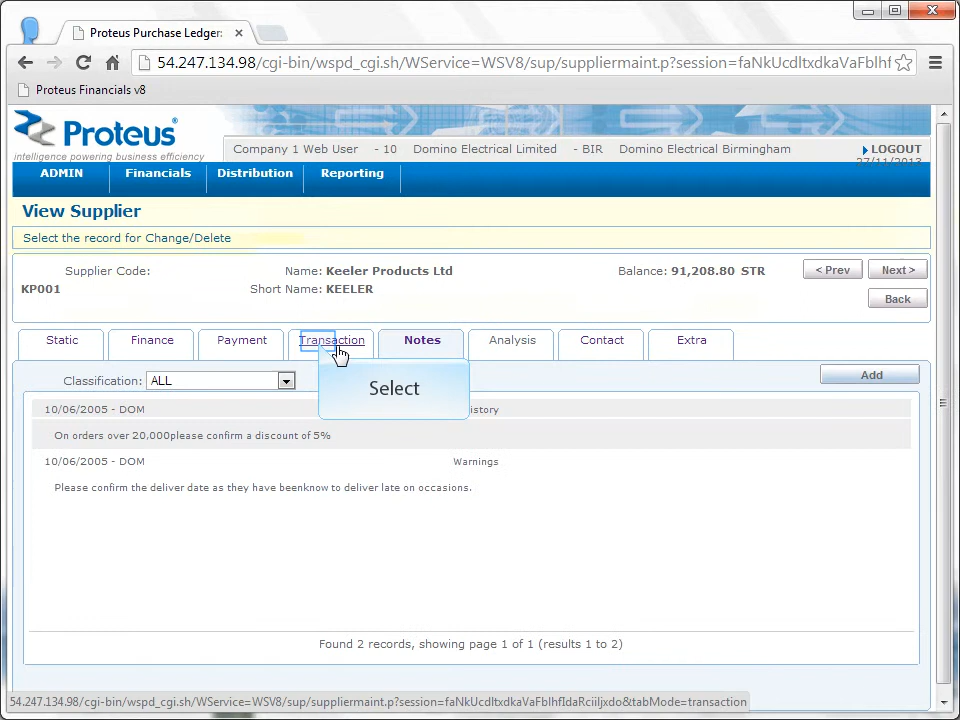 Proteus Purchase Ledger:
54.247.134.98/cgi-bin/wspd_cgi.sh/WService=WSV8/sup/suppliermaint.p?session=faNkUcdltxdkaVaFbIhf
Proteus Financials v8
Proteus®
intelligence powering business efficiency
Company 1 Web User - 10 Domino Electrical Limited - BIR Domino Electrical Birmingham
LOGOUT
27/11/2013
ADMIN Financials Distribution Reporting
View Supplier
Select the record for Change/Delete
Supplier Code: Name: Keeler Products Ltd Balance: 91,208.80 STR < Prev Next >
KP001 Short Name: KEELER
Back
Static Finance Payment Transaction Notes Analysis Contact Extra
Classification: ALL Add
Select
10/06/2005 - DOM istory
On orders over 20,000please confirm a discount of 5%
10/06/2005 - DOM Warnings
Please confirm the deliver date as they have beenknow to deliver late on occasions.
Found 2 records, showing page 1 of 1 (results 1 to 2)
54.247.134.98/cgi-bin/wspd_cgi.sh/WService=WSV8/sup/suppliermaint.p?session=faNkUcdltxdkaVaFbIhfIdaRciiljxdo&tabMode=transaction